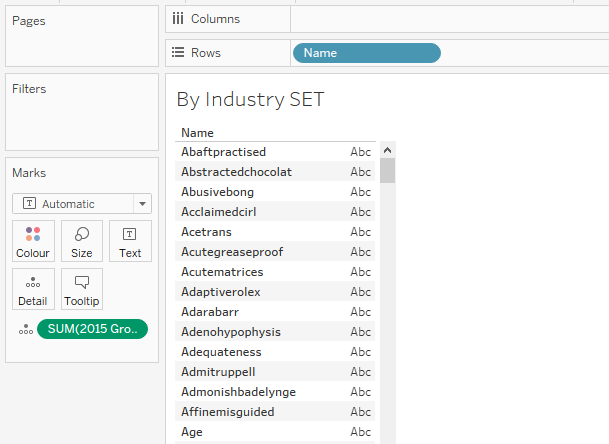 Pages
Columns
Rows
Name
Filters
By Industry SET
Name
Abaftpractised Abc
Abstractedchocolat Abc
Abusivebong Abc
Acclaimedcirl Abc
Acetrans Abc
Acutegreaseproof Abc
Acutematrices Abc
Adaptiverolex Abc
Adarabarr Abc
Adenohypophysis Abc
Adequateness Abc
Admitruppell Abc
Admonishbadelynge Abc
Affinemisguided Abc
Age Abc
Marks
T Automatic
Colour
Size
T Text
Detail
Tooltip
SUM(2015 Gro..